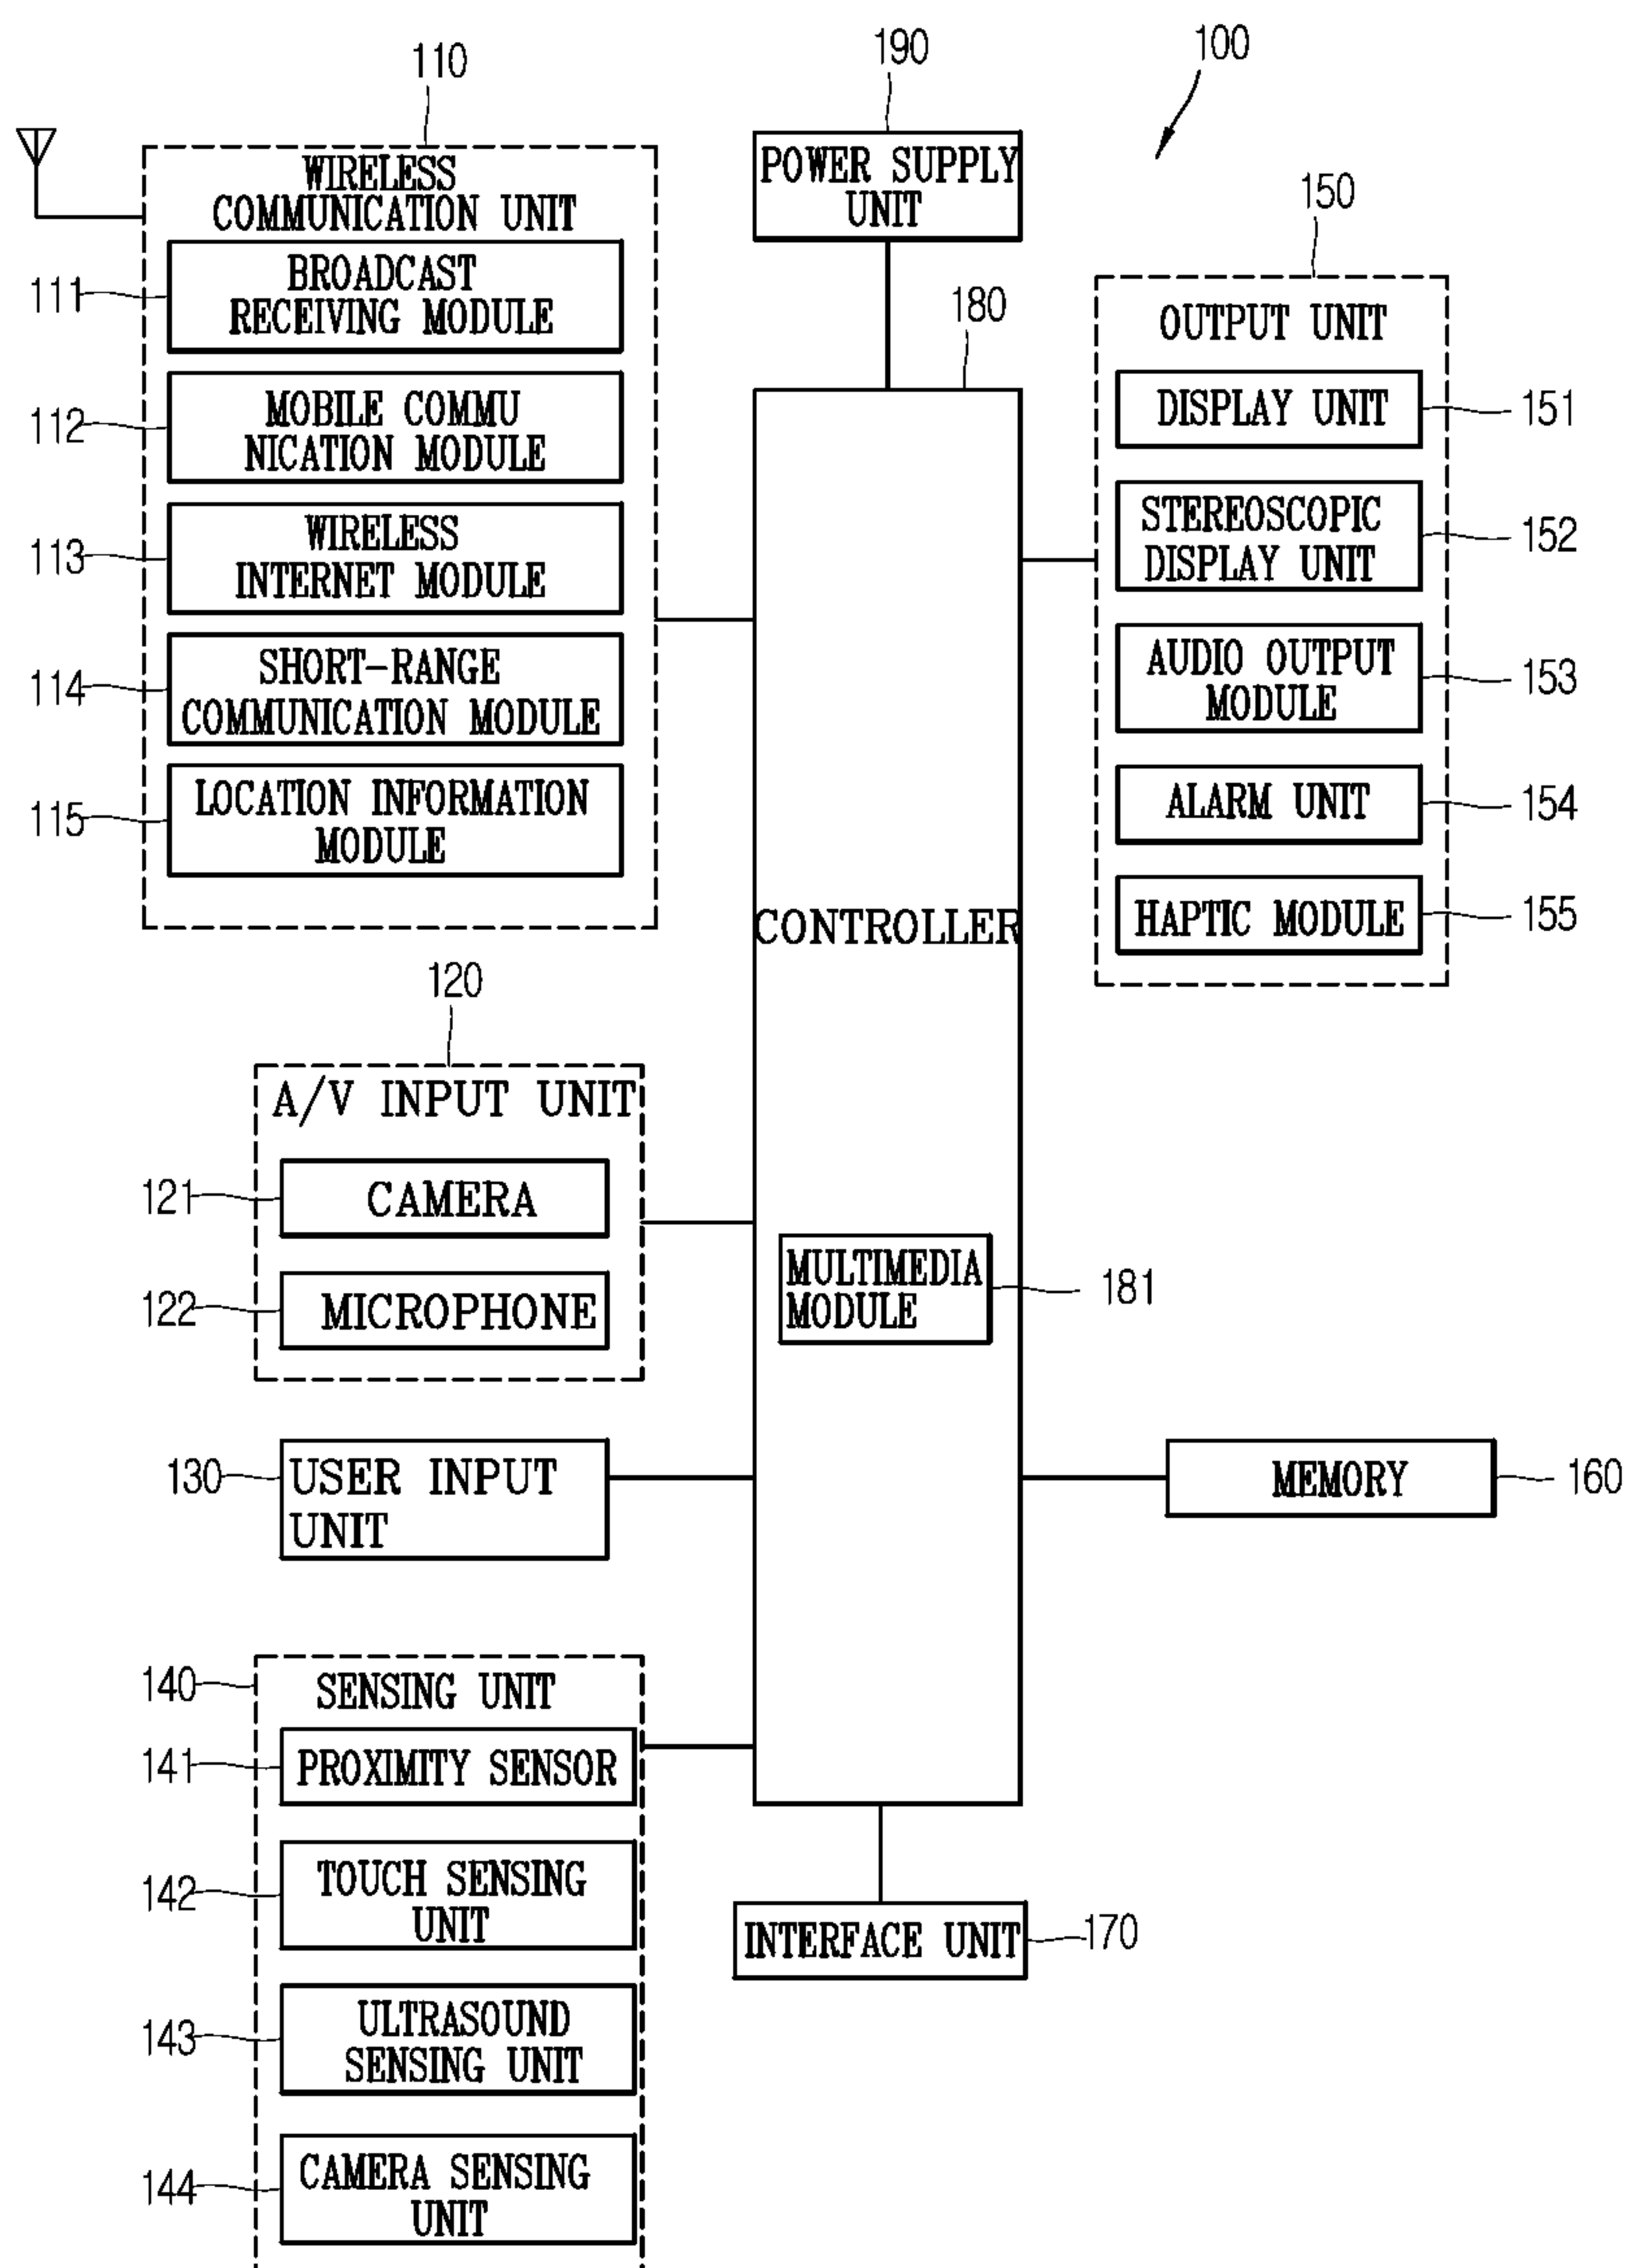 110
190
100
WIRELESS
COMMUNICATION UNIT
111
BROADCAST
RECEIVING MODULE
112
MOBILE COMMU
NICATION MODULE
113
WIRELESS
INTERNET MODULE
114
SHORT-RANGE
COMMUNICATION MODULE
115
LOCATION INFORMATION
MODULE
POWER SUPPLY
UNIT
180
CONTROLLER
MULTIMEDIA
MODULE
181
150
OUTPUT UNIT
DISPLAY UNIT
151
STEREOSCOPIC
DISPLAY UNIT
152
AUDIO OUTPUT
MODULE
153
ALARM UNIT
154
HAPTIC MODULE
155
120
A/V INPUT UNIT
121
CAMERA
122
MICROPHONE
130
USER INPUT
UNIT
MEMORY
160
140
SENSING UNIT
141
PROXIMITY SENSOR
142
TOUCH SENSING
UNIT
143
ULTRASOUND
SENSING UNIT
144
CAMERA SENSING
UNIT
INTERFACE UNIT
170